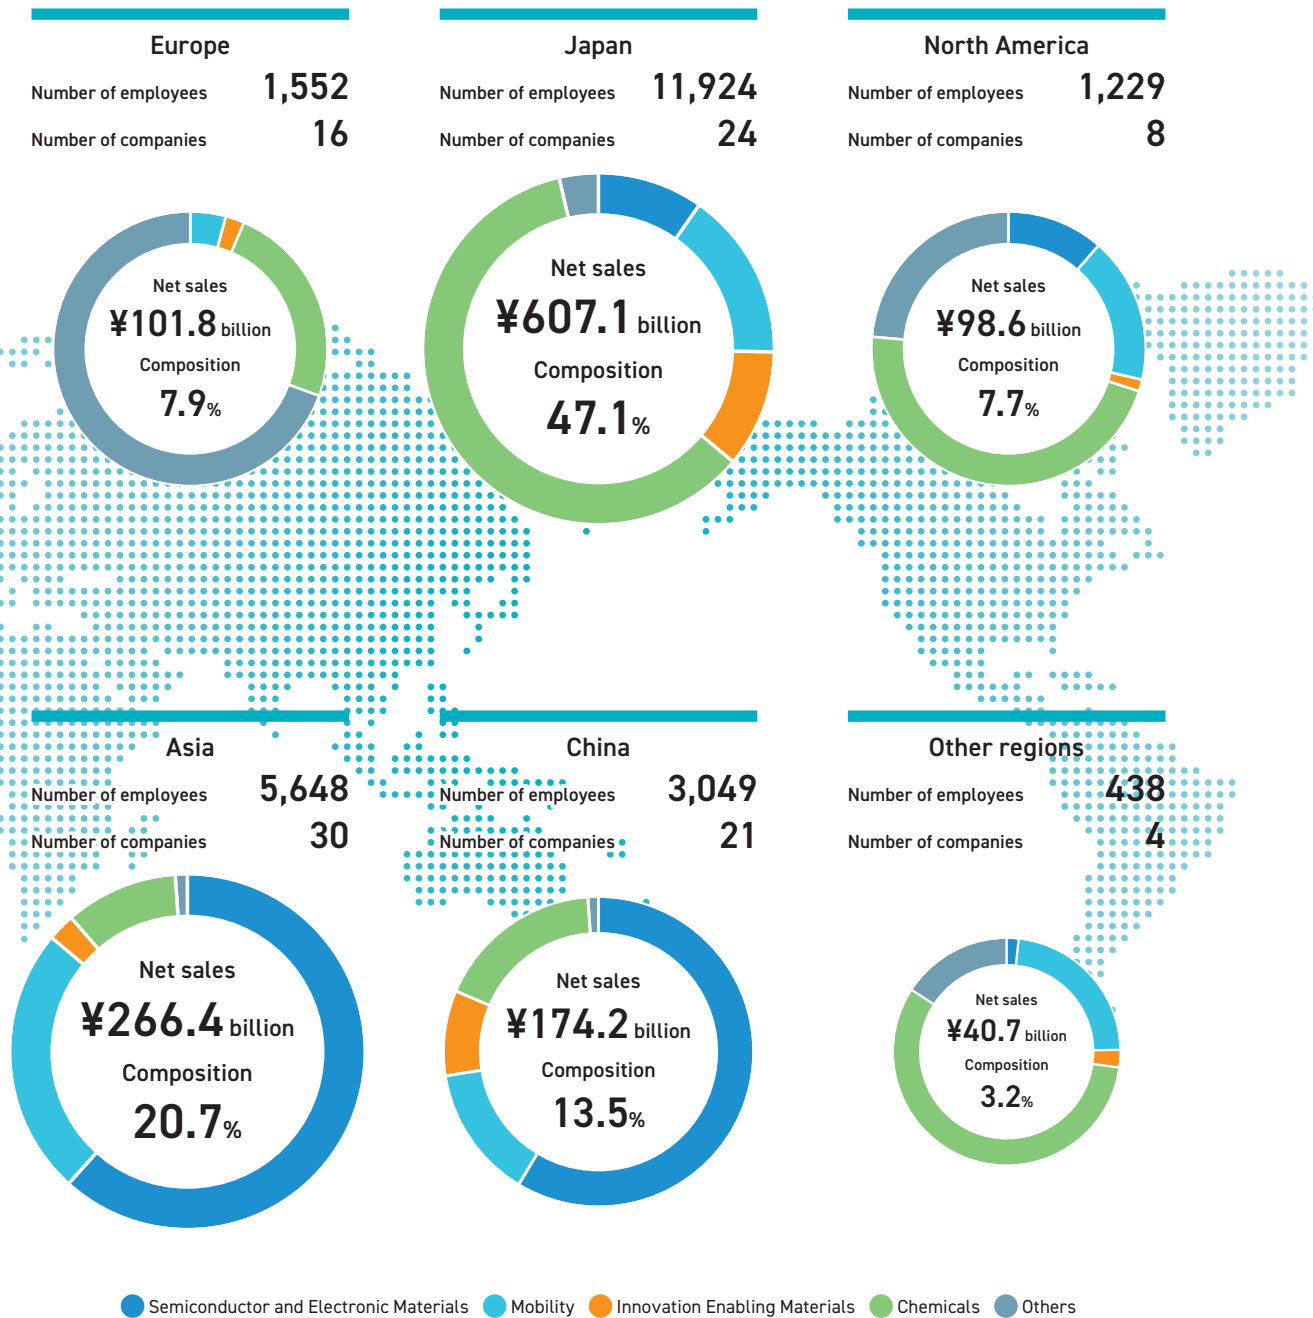 Europe
Number of employees 1,552
Number of companies 16
Net sales
¥101.8 billion
Composition
7.9%
Japan
Number of employees 11,924
Number of companies 24
Net sales
¥607.1 billion
Composition
47.1%
North America
Number of employees 1,229
Number of companies 8
Net sales
¥98.6 billion
Composition
7.7%
Asia
Number of employees 5,648
Number of companies 30
Net sales
¥266.4 billion
Composition
20.7%
China
Number of employees 3,049
Number of companies 21
Net sales
¥174.2 billion
Composition
13.5%
Other regions
Number of employees 438
Number of companies 4
Net sales
¥40.7 billion
Composition
3.2%
Semiconductor and Electronic Materials Mobility Innovation Enabling Materials Chemicals Others